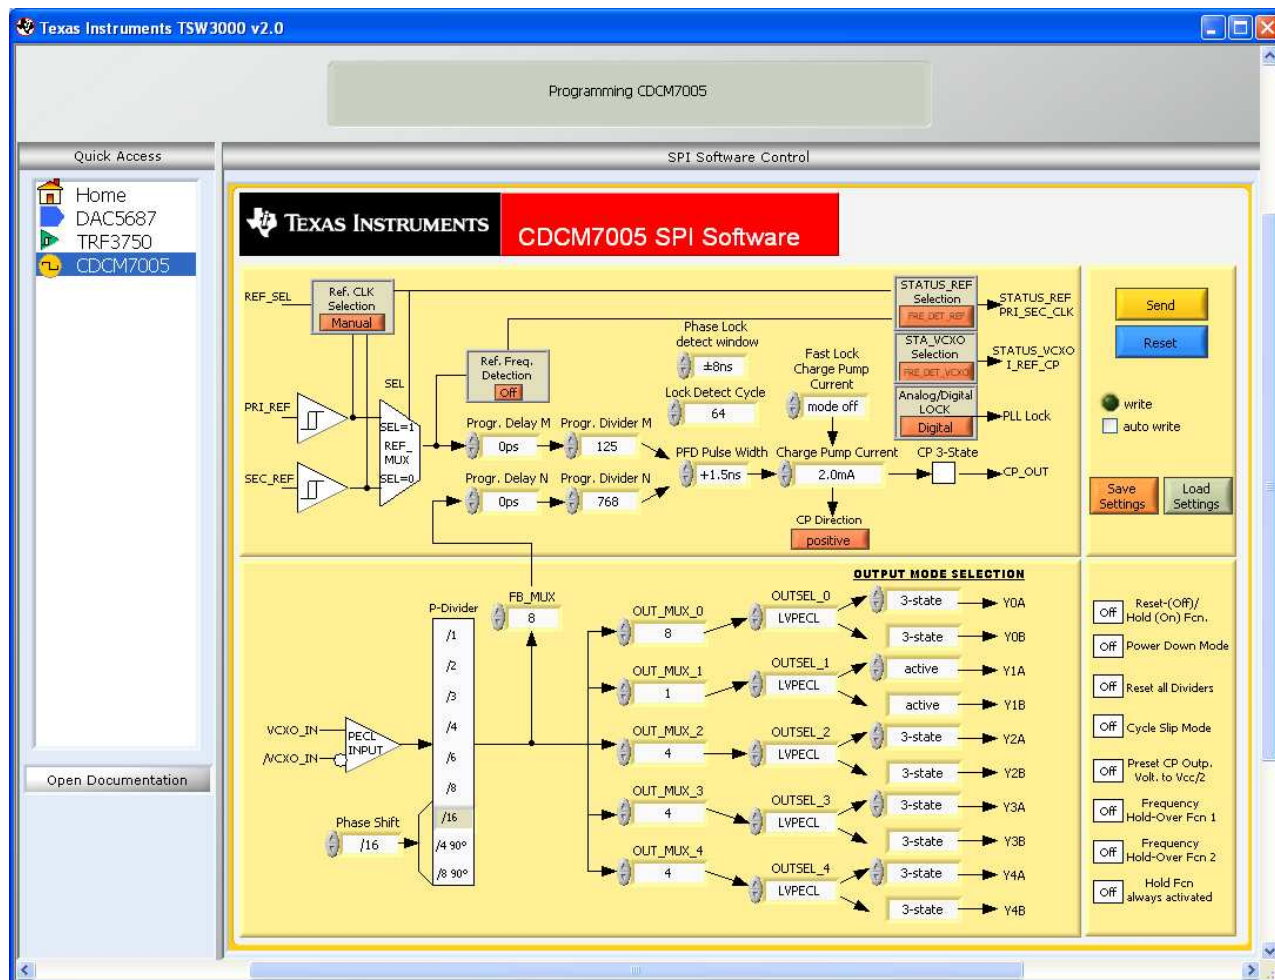 Texas Instruments TSW3000 v2.0
Programming CDCM7005
Quick Access
SPI Software Control
Home
DAC5687
TRF3750
CDCM7005
Open Documentation
TEXAS INSTRUMENTS
CDCM7005 SPI Software
REF_SEL
Ref. CLK
Selection
Manual
PRI_REF
SEC_REF
SEL
SEL=1
REF_
MUX
SEL=0
Ref. Freq.
Detection
Off
Phase Lock
detect window
±8ns
Lock Detect Cycle
64
Fast Lock
Charge Pump
Current
mode off
STATUS_REF
Selection
PRE_DET_REF
STATUS_REF
PRI_SEC_CLK
STA_VCXO
Selection
PRE_DET_VCXO
STATUS_VCXO
I_REF_CP
Analog/Digital
LOCK
Digital
PLL Lock
Progr. Delay M
0ps
Progr. Divider M
125
Progr. Delay N
0ps
Progr. Divider N
768
PFD Pulse Width
+1.5ns
Charge Pump Current
2.0mA
CP 3-State
CP_OUT
CP Direction
positive
Send
Reset
write
auto write
Save
Settings
Load
Settings
VCXO_IN
/VCXO_IN
PECL
INPUT
P-Divider
/1
/2
/3
/4
/6
/8
/16
/4 90º
/8 90º
Phase Shift
/16
FB_MUX
8
OUT_MUX_0
8
OUT_MUX_1
1
OUT_MUX_2
4
OUT_MUX_3
4
OUT_MUX_4
4
OUTSEL_0
LVPECL
OUTSEL_1
LVPECL
OUTSEL_2
LVPECL
OUTSEL_3
LVPECL
OUTSEL_4
LVPECL
OUTPUT MODE SELECTION
3-state Y0A
3-state Y0B
active Y1A
active Y1B
3-state Y2A
3-state Y2B
3-state Y3A
3-state Y3B
3-state Y4A
3-state Y4B
Off Reset-(Off)/
Hold (On) Fcn.
Off Power Down Mode
Off Reset all Dividers
Off Cycle Slip Mode
Off Preset CP Outp.
Volt. to Vcc/2
Off Frequency
Hold-Over Fcn 1
Off Frequency
Hold-Over Fcn 2
Off Hold Fcn
always activated